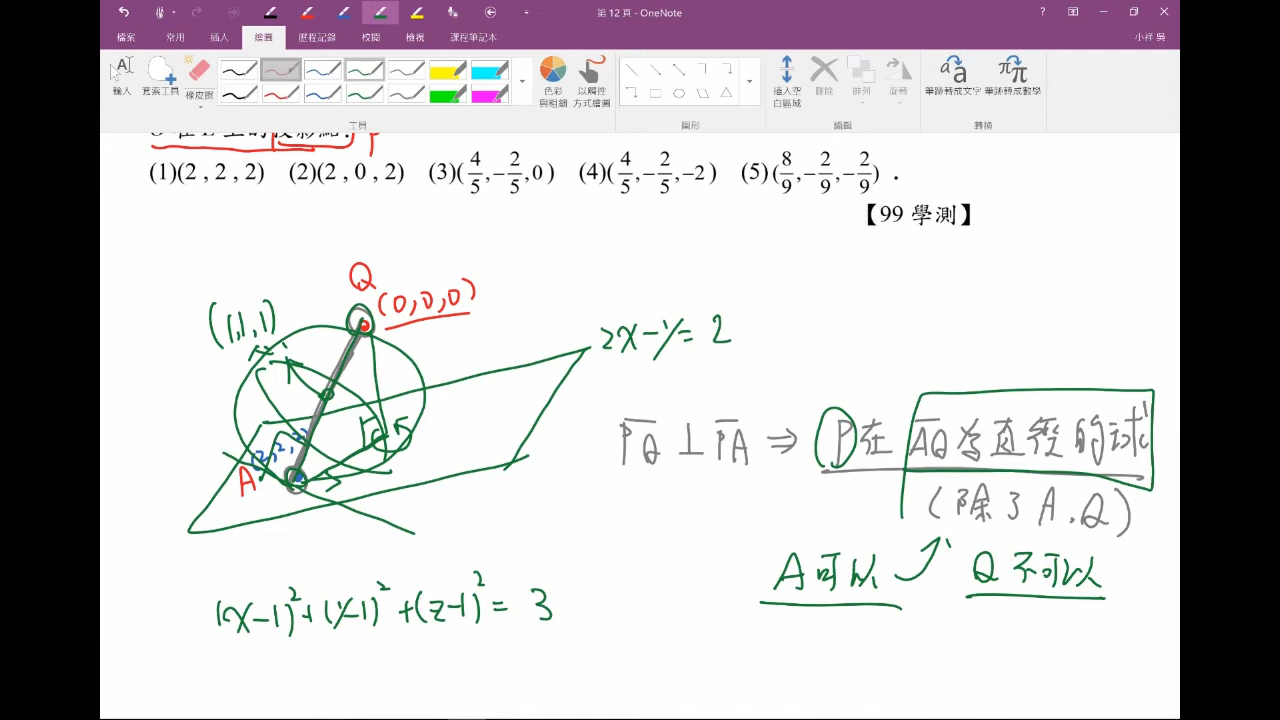 第 12 頁 - OneNote
檔案 常用 插入 繪圖 歷程記錄 校閱 檢視 課程筆記本 小祥 吳
輸入 套索工具 橡皮擦 色彩與粗細 以觸控方式繪圖 插入空白區域 刪除 排列 旋轉 筆跡轉成文字 筆跡轉成數學
工具 圖形 編輯 轉換
在 上的投影點?
(1)(2 , 2 , 2) (2)(2 , 0 , 2) (3)(4/5, -2/5, 0) (4)(4/5, -2/5, -2) (5)(8/9, -2/9, -2/9) .
【99 學測】
Q
(0,0,0)
(1,1,1)
2x-y=2
A
PQ⊥PA ⇒ P在 AQ為直徑的球
(除了A、Q)
A可以 Q不可以
(x-1)²+(y-1)²+(z-1)²=3